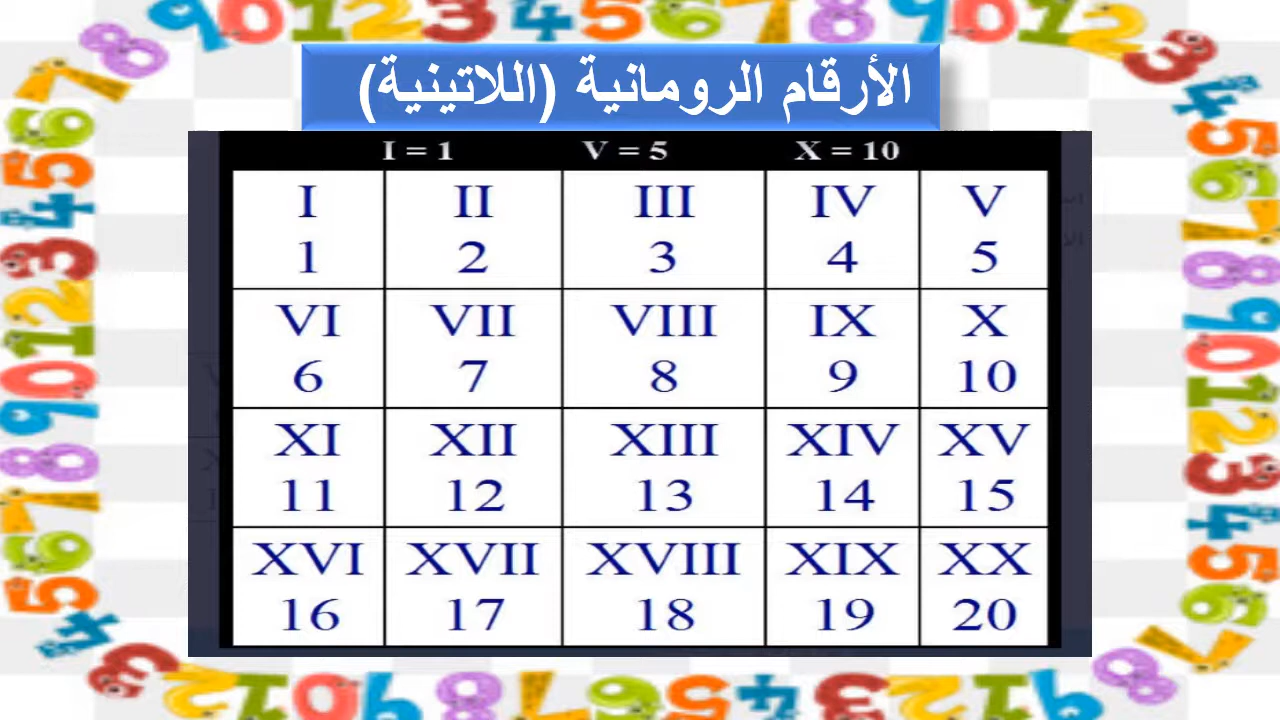 الأرقام الرومانية (اللاتينية)
I = 1 V = 5 X = 10
I II III IV V
1 2 3 4 5
VI VII VIII IX X
6 7 8 9 10
XI XII XIII XIV XV
11 12 13 14 15
XVI XVII XVIII XIX XX
16 17 18 19 20